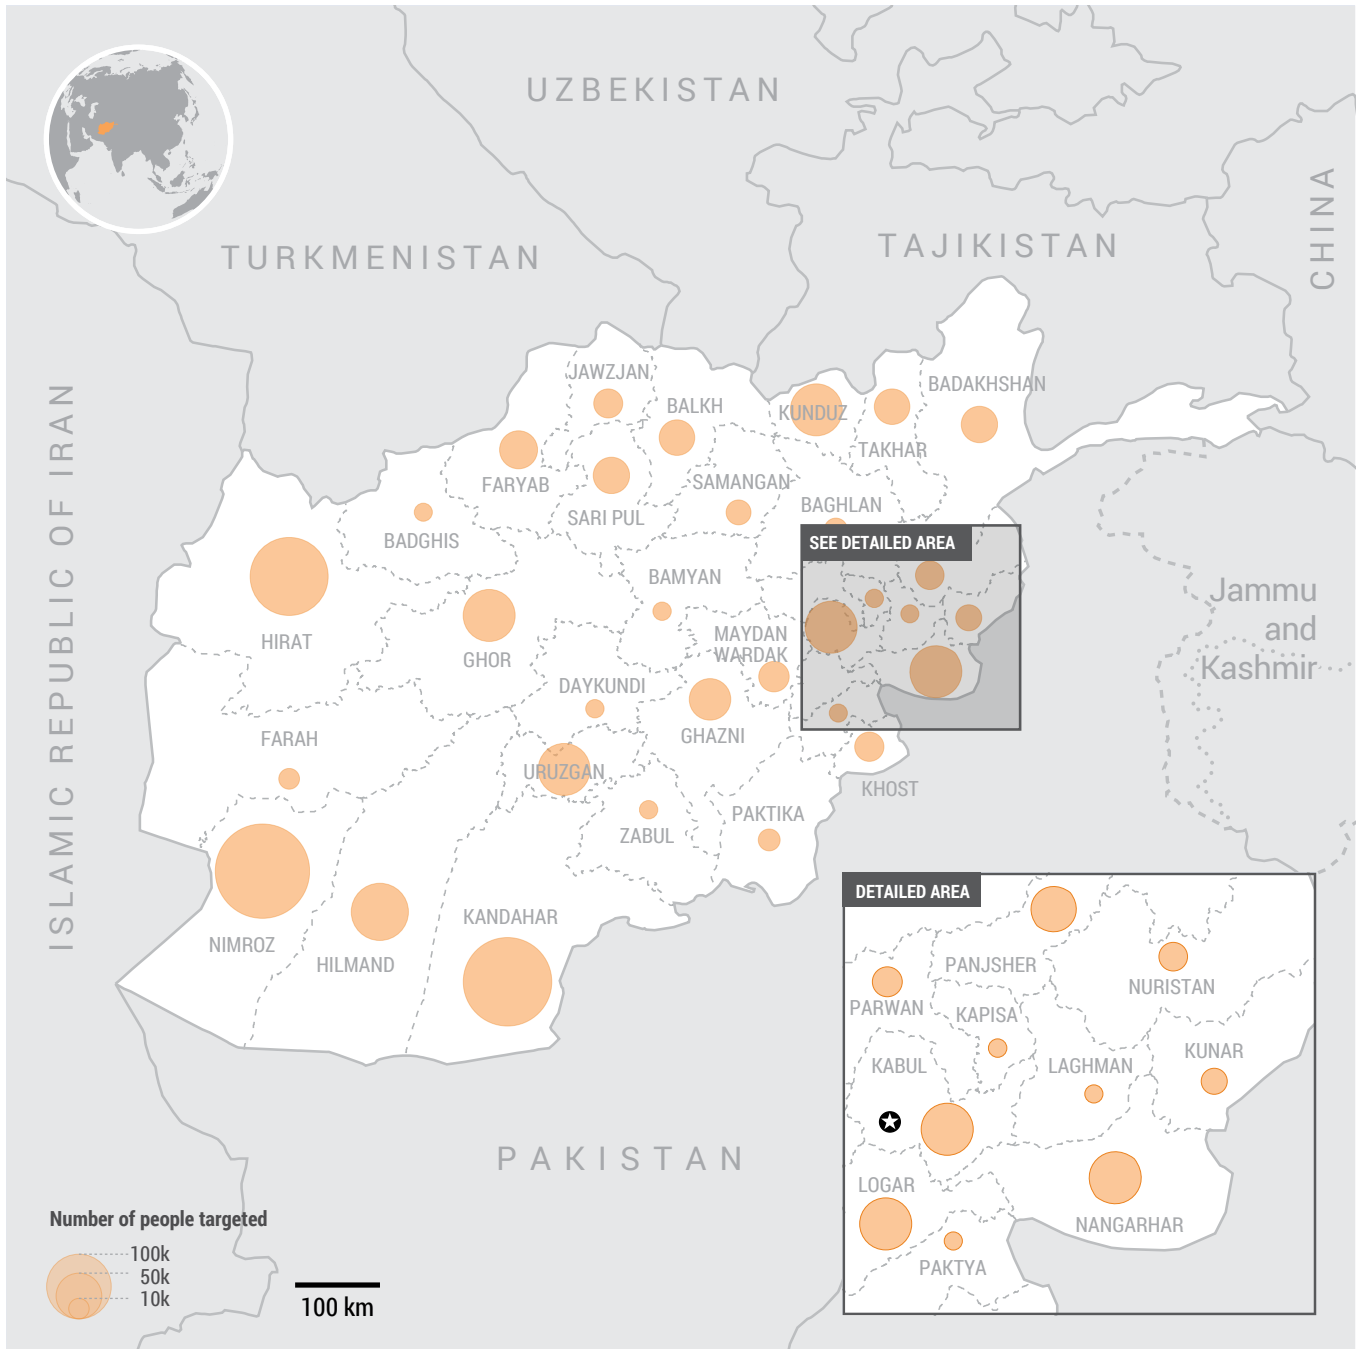 UZBEKISTAN
TURKMENISTAN
TAJIKISTAN
CHINA
ISLAMIC REPUBLIC OF IRAN
JAWZJAN
BALKH
KUNDUZ
BADAKHSHAN
TAKHAR
FARYAB
SARI PUL
SAMANGAN
BAGHLAN
BADGHIS
SEE DETAILED AREA
BAMYAN
HIRAT
GHOR
MAYDAN
WARDAK
Jammu
and
Kashmir
DAYKUNDI
FARAH
GHAZNI
URUZGAN
KHOST
ZABUL
PAKTIKA
NIMROZ
HILMAND
KANDAHAR
PAKISTAN
DETAILED AREA
PANJSHER
NURISTAN
PARWAN
KAPISA
KABUL
LAGHMAN
KUNAR
LOGAR
NANGARHAR
PAKTYA
Number of people targeted
100k
50k
10k
100 km